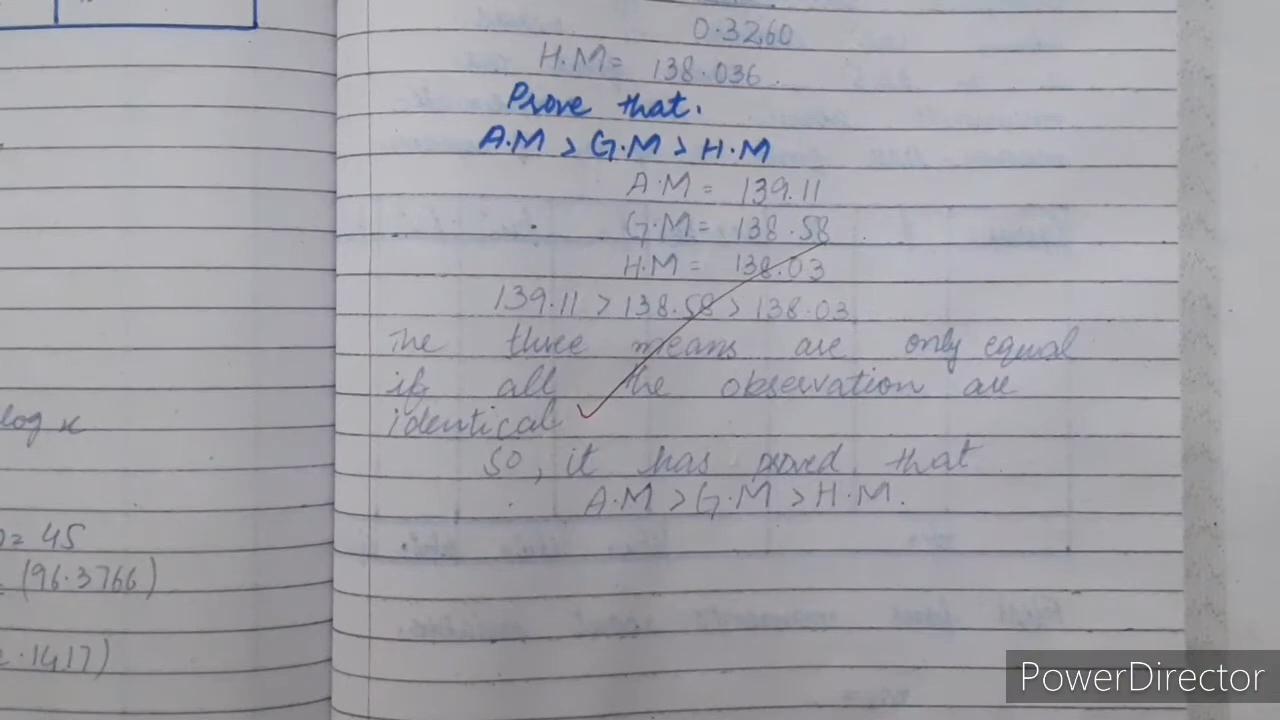 log x
= 45
= (96.3766)
.1417)
0.3260
H.M = 138.036.
Prove that.
A.M > G.M > H.M
A.M = 139.11
G.M = 138.58
H.M = 138.03
139.11 > 138.58 > 138.03
The three means are only equal
if all the observation are
identical
So, it has proved that
A.M > G.M > H.M.
PowerDirector